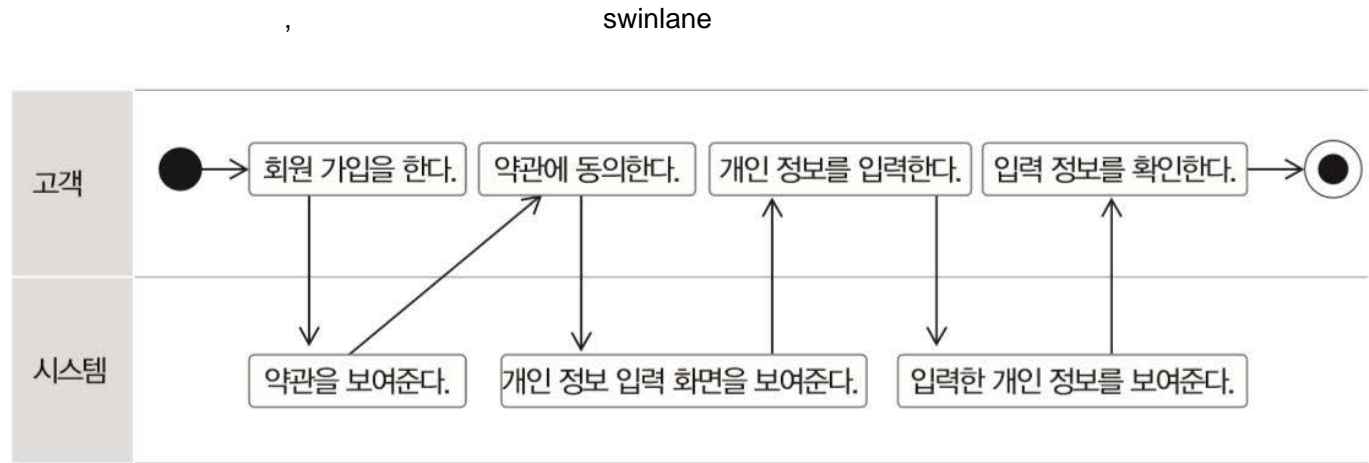 , swinlane
고객
회원 가입을 한다. 약관에 동의한다. 개인 정보를 입력한다. 입력 정보를 확인한다.
시스템
약관을 보여준다. 개인 정보 입력 화면을 보여준다. 입력한 개인 정보를 보여준다.